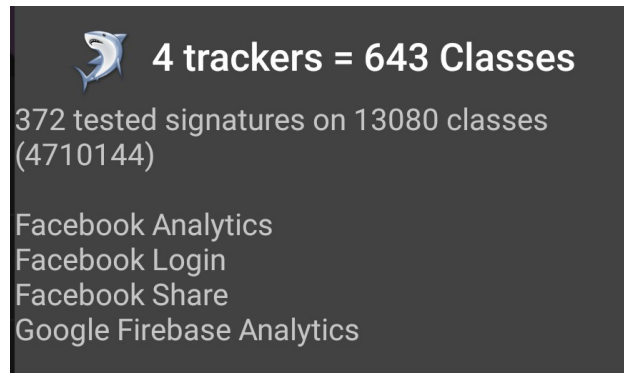 4 trackers = 643 Classes
372 tested signatures on 13080 classes
(4710144)
Facebook Analytics
Facebook Login
Facebook Share
Google Firebase Analytics